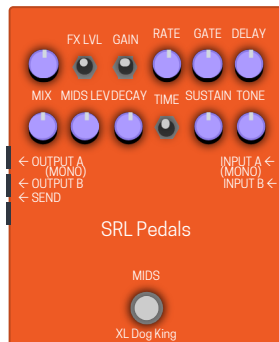 FX LVL GAIN RATE GATE DELAY
MIX MIDS LEV DECAY TIME SUSTAIN TONE
← OUTPUT A INPUT A ←
(MONO) (MONO)
← OUTPUT B INPUT B ←
← SEND
SRL Pedals
MIDS
XL Dog King